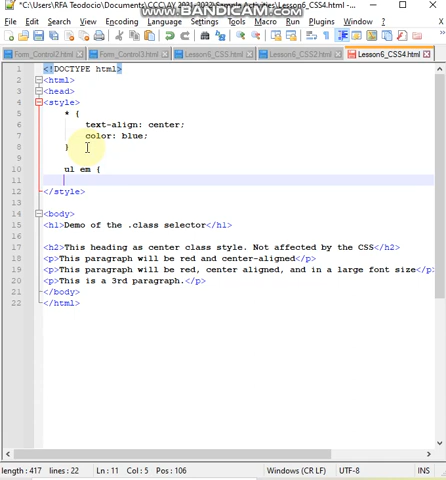 *C:\Users\RFA Teodocio\Documents\CCC\AY 2021-2022\Sample Activities\Lesson6_CSS4.html -
www.BANDICAM.com
File Edit Search View Encoding Language Settings Tools Macro Run Plugins Window ?
Form_Control2.html Form_Control3.html Lesson6_CSS.html Lesson6_CSS2.html Lesson6_CSS4.html
1 <!DOCTYPE html>
2 <html>
3 <head>
4 <style>
5 * {
6 text-align: center;
7 color: blue;
8 }
9
10 ul em {
11
12 </style>
13
14 <body>
15 <h1>Demo of the .class selector</h1>
16
17 <h2>This heading as center class style. Not affected by the CSS</h2>
18 <p>This paragraph will be red and center-aligned</p>
19 <p>This paragraph will be red, center aligned, and in a large font size</p>
20 <p>This is a 3rd paragraph.</p>
21 </body>
22 </html>
length : 417 lines : 22 Ln : 11 Col : 5 Pos : 106 Windows (CR LF) UTF-8 INS